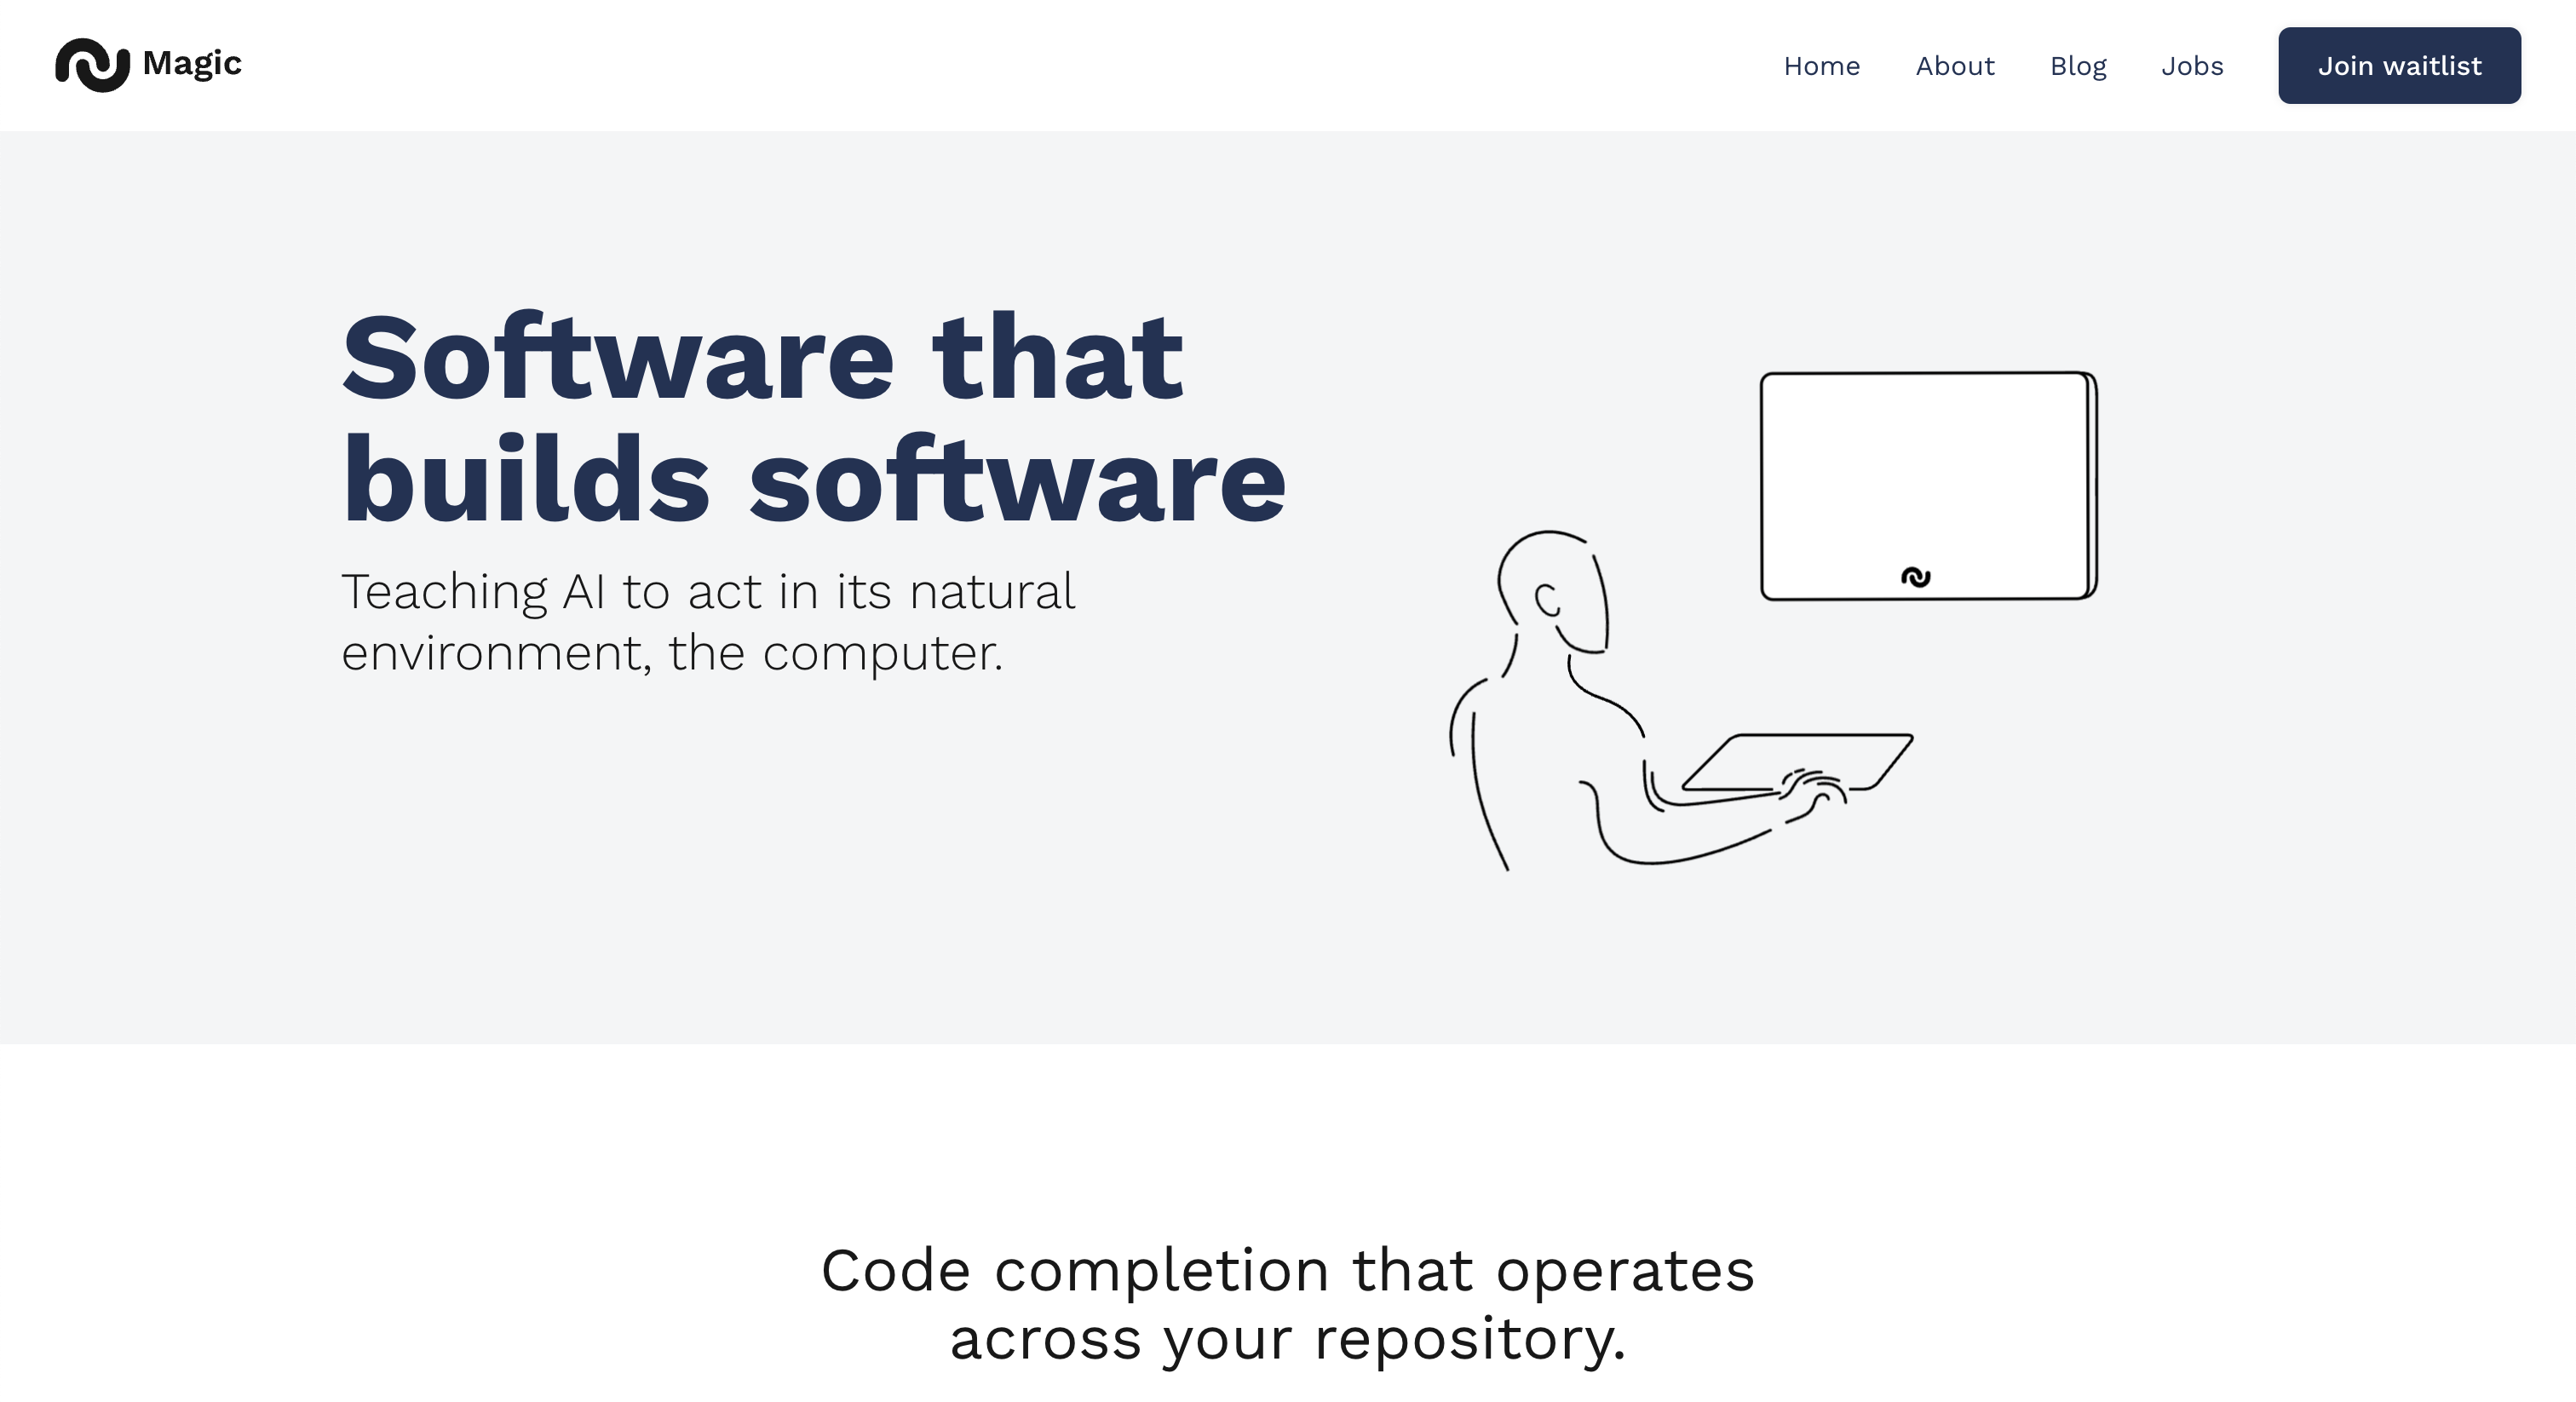 Magic
Home About Blog Jobs Join waitlist
Software that
builds software
Teaching AI to act in its natural
environment, the computer.
Code completion that operates
across your repository.